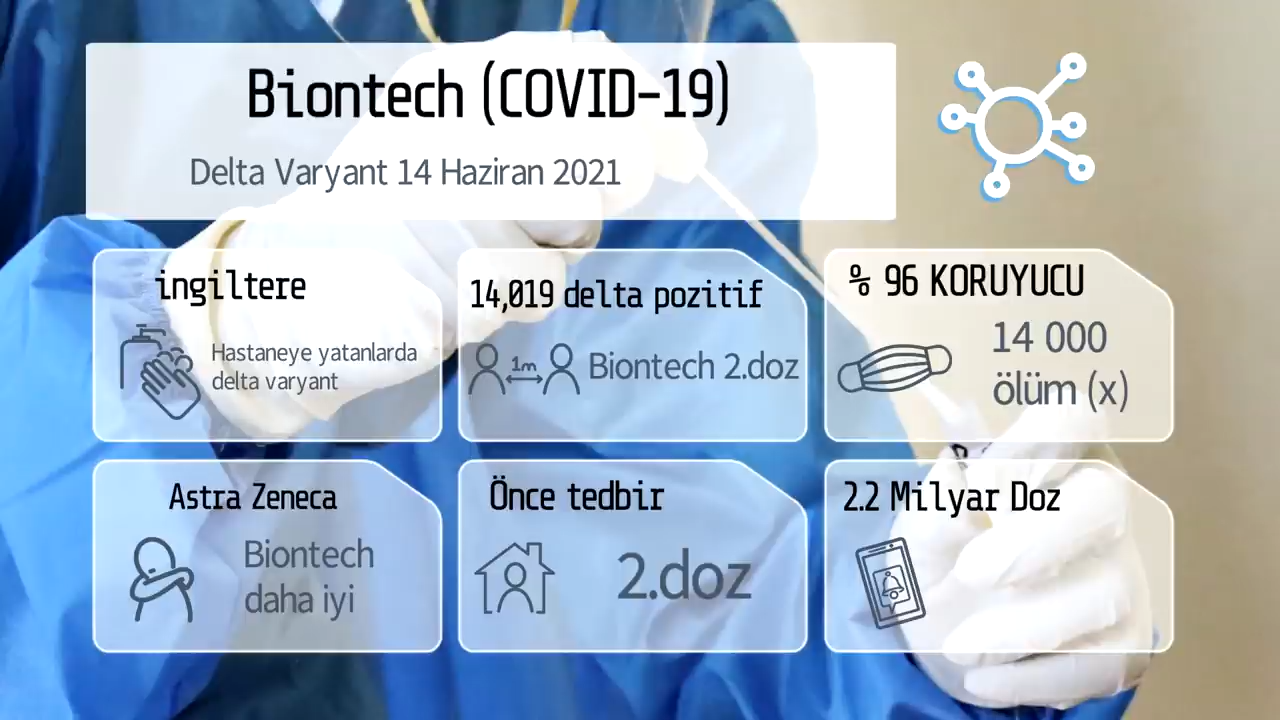 Biontech (COVID-19)
Delta Varyant 14 Haziran 2021
ingiltere
Hastaneye yatanlarda
delta varyant
14,019 delta pozitif
1m
Biontech 2.doz
% 96 KORUYUCU
14 000
ölüm (x)
Astra Zeneca
Biontech
daha iyi
Önce tedbir
2.doz
2.2 Milyar Doz